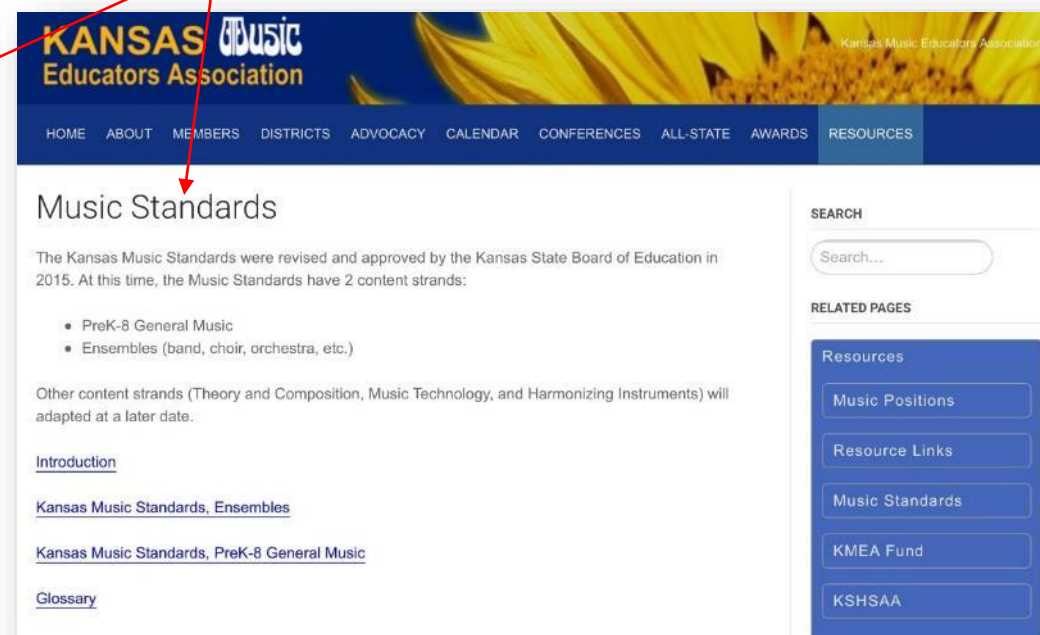 KANSAS Music
Educators Association
Kansas Music Educators Association
HOME ABOUT MEMBERS DISTRICTS ADVOCACY CALENDAR CONFERENCES ALL-STATE AWARDS RESOURCES
Music Standards
The Kansas Music Standards were revised and approved by the Kansas State Board of Education in
2015. At this time, the Music Standards have 2 content strands:
• PreK-8 General Music
• Ensembles (band, choir, orchestra, etc.)
Other content strands (Theory and Composition, Music Technology, and Harmonizing Instruments) will
adapted at a later date.
Introduction
Kansas Music Standards, Ensembles
Kansas Music Standards, PreK-8 General Music
Glossary
SEARCH
Search...
RELATED PAGES
Resources
Music Positions
Resource Links
Music Standards
KMEA Fund
KSHSAA